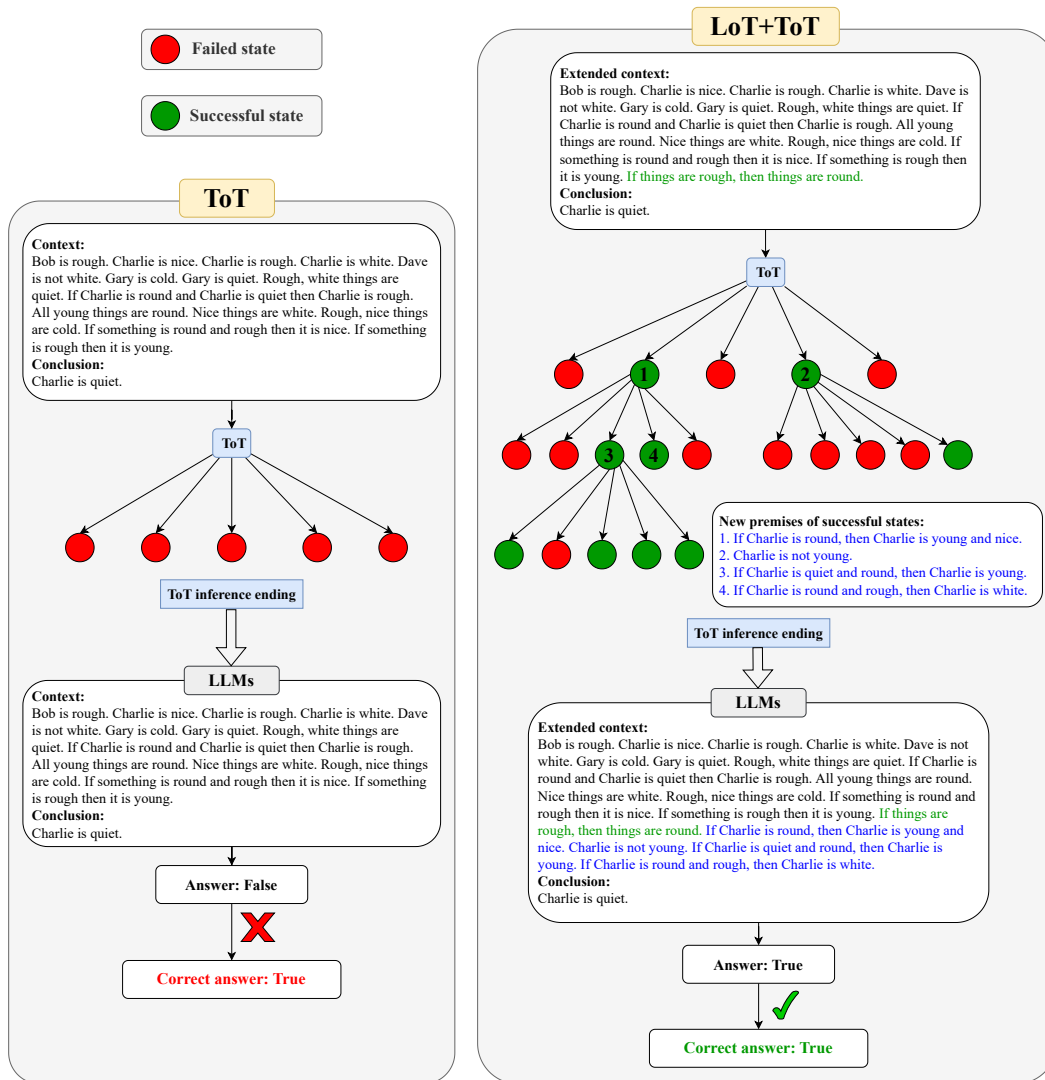 Failed state
Successful state
ToT
Context:
Bob is rough. Charlie is nice. Charlie is rough. Charlie is white. Dave
is not white. Gary is cold. Gary is quiet. Rough, white things are
quiet. If Charlie is round and Charlie is quiet then Charlie is rough.
All young things are round. Nice things are white. Rough, nice things
are cold. If something is round and rough then it is nice. If something
is rough then it is young.
Conclusion:
Charlie is quiet.
ToT
ToT inference ending
LLMs
Context:
Bob is rough. Charlie is nice. Charlie is rough. Charlie is white. Dave
is not white. Gary is cold. Gary is quiet. Rough, white things are
quiet. If Charlie is round and Charlie is quiet then Charlie is rough.
All young things are round. Nice things are white. Rough, nice things
are cold. If something is round and rough then it is nice. If something
is rough then it is young.
Conclusion:
Charlie is quiet.
Answer: False
Correct answer: True
LoT+ToT
Extended context:
Bob is rough. Charlie is nice. Charlie is rough. Charlie is white. Dave is
not white. Gary is cold. Gary is quiet. Rough, white things are quiet. If
Charlie is round and Charlie is quiet then Charlie is rough. All young
things are round. Nice things are white. Rough, nice things are cold. If
something is round and rough then it is nice. If something is rough then
it is young. If things are rough, then things are round.
Conclusion:
Charlie is quiet.
ToT
1
2
3
4
New premises of successful states:
1. If Charlie is round, then Charlie is young and nice.
2. Charlie is not young.
3. If Charlie is quiet and round, then Charlie is young.
4. If Charlie is round and rough, then Charlie is white.
ToT inference ending
LLMs
Extended context:
Bob is rough. Charlie is nice. Charlie is rough. Charlie is white. Dave is not
white. Gary is cold. Gary is quiet. Rough, white things are quiet. If Charlie is
round and Charlie is quiet then Charlie is rough. All young things are round.
Nice things are white. Rough, nice things are cold. If something is round and
rough then it is nice. If something is rough then it is young. If things are
rough, then things are round. If Charlie is round, then Charlie is young and
nice. Charlie is not young. If Charlie is quiet and round, then Charlie is
young. If Charlie is round and rough, then Charlie is white.
Conclusion:
Charlie is quiet.
Answer: True
Correct answer: True